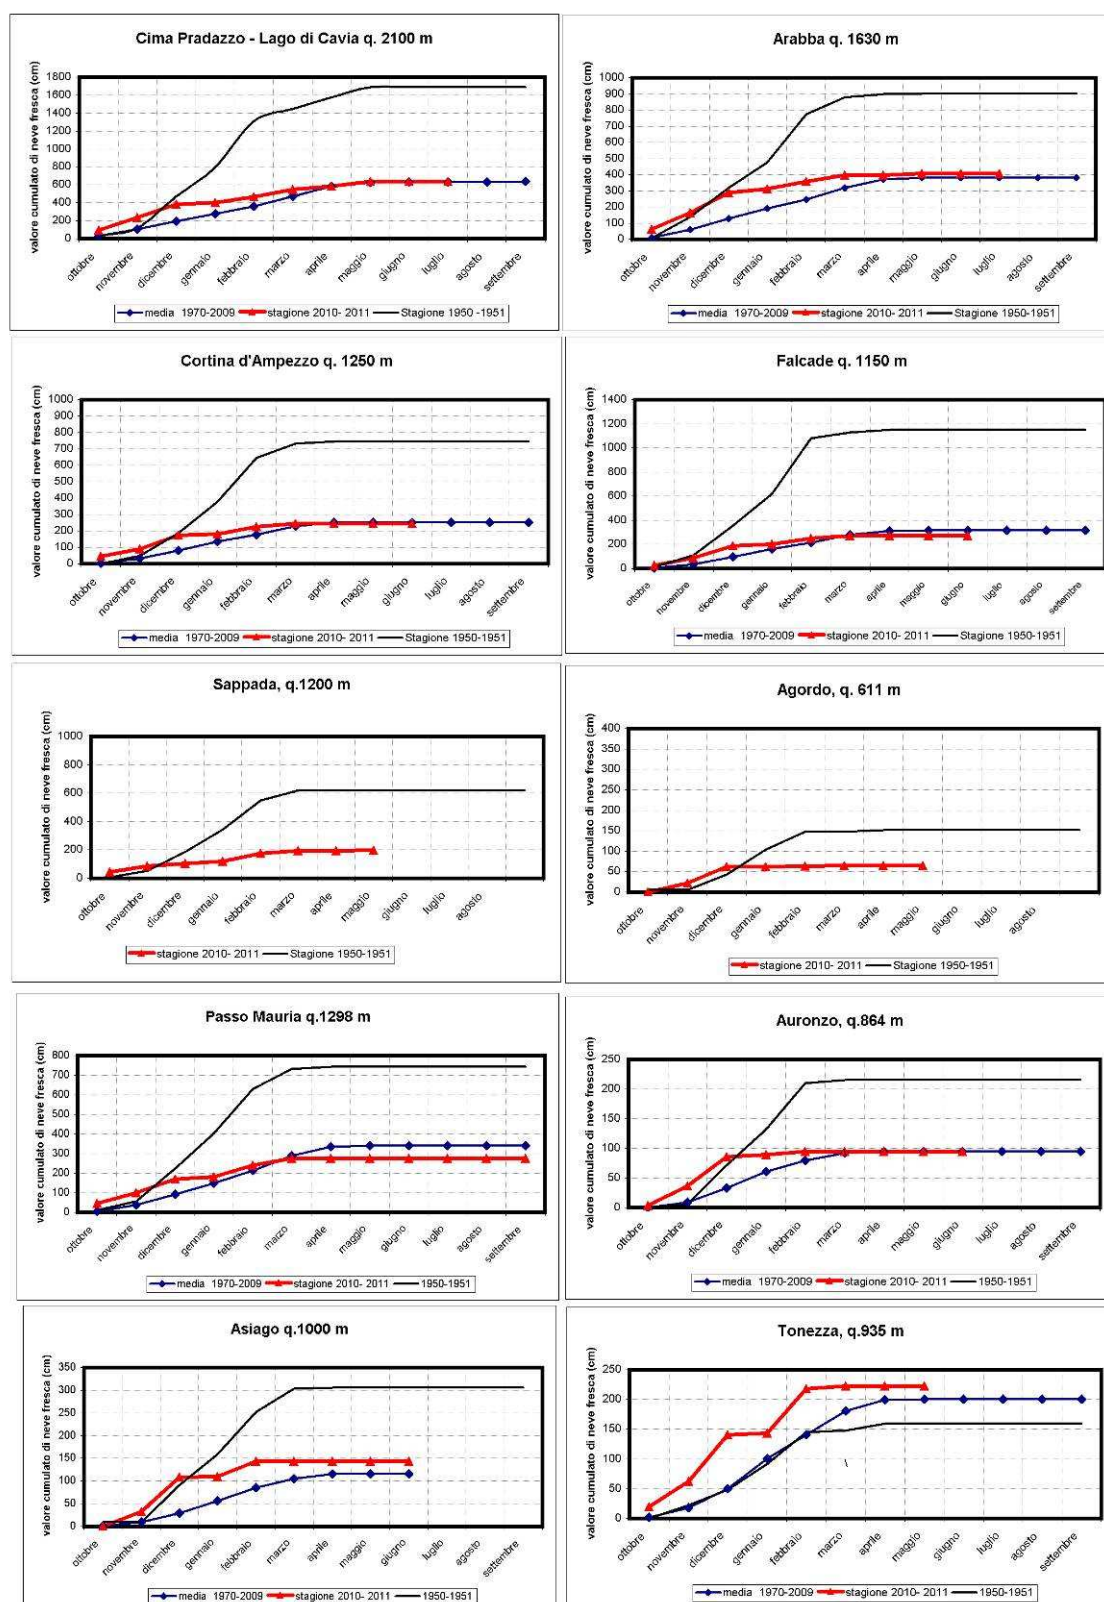 Cima Pradazzo - Lago di Cavia q. 2100 m
valore cumulato di neve fresca (cm)
1800
1600
1400
1200
1000
800
600
400
200
0
ottobre
novembre
dicembre
gennaio
febbraio
marzo
aprile
maggio
giugno
luglio
agosto
settembre
media 1970-2009 stagione 2010- 2011 Stagione 1950 -1951
Arabba q. 1630 m
valore cumulato di neve fresca (cm)
1000
900
800
700
600
500
400
300
200
100
0
ottobre
novembre
dicembre
gennaio
febbraio
marzo
aprile
maggio
giugno
luglio
agosto
settembre
media 1970-2009 stagione 2010- 2011 Stagione 1950-1951
Cortina d'Ampezzo q. 1250 m
valore cumulato di neve fresca (cm)
1000
900
800
700
600
500
400
300
200
100
0
ottobre
novembre
dicembre
gennaio
febbraio
marzo
aprile
maggio
giugno
luglio
agosto
settembre
media 1970-2009 stagione 2010- 2011 Stagione 1950-1951
Falcade q. 1150 m
valore cumulato di neve fresca (cm)
1400
1200
1000
800
600
400
200
0
ottobre
novembre
dicembre
gennaio
febbraio
marzo
aprile
maggio
giugno
luglio
agosto
settembre
media 1970-2009 stagione 2010- 2011 Stagione 1950-1951
Sappada, q.1200 m
valore cumulato di neve fresca (cm)
1000
800
600
400
200
0
ottobre
novembre
dicembre
gennaio
febbraio
marzo
aprile
maggio
giugno
luglio
agosto
stagione 2010- 2011 Stagione 1950-1951
Agordo, q. 611 m
valore cumulato di neve fresca (cm)
400
350
300
250
200
150
100
50
0
ottobre
novembre
dicembre
gennaio
febbraio
marzo
aprile
maggio
giugno
luglio
agosto
stagione 2010- 2011 Stagione 1950-1951
Passo Mauria q.1298 m
valore cumulato di neve fresca (cm)
800
700
600
500
400
300
200
100
0
ottobre
novembre
dicembre
gennaio
febbraio
marzo
aprile
maggio
giugno
luglio
agosto
settembre
media 1970-2009 stagione 2010- 2011 1950-1951
Auronzo, q.864 m
valore cumulato di neve fresca (cm)
250
200
150
100
50
0
ottobre
novembre
dicembre
gennaio
febbraio
marzo
aprile
maggio
giugno
luglio
agosto
settembre
media 1970-2009 stagione 2010- 2011 1950-1951
Asiago q.1000 m
valore cumulato di neve fresca (cm)
350
300
250
200
150
100
50
0
ottobre
novembre
dicembre
gennaio
febbraio
marzo
aprile
maggio
giugno
luglio
agosto
settembre
media 1970-2009 stagione 2010- 2011 1950-1951
Tonezza, q.935 m
valore cumulato di neve fresca (cm)
250
200
150
100
50
0
\
ottobre
novembre
dicembre
gennaio
febbraio
marzo
aprile
maggio
giugno
luglio
agosto
settembre
media 1970-2009 stagione 2010- 2011 1950-1951